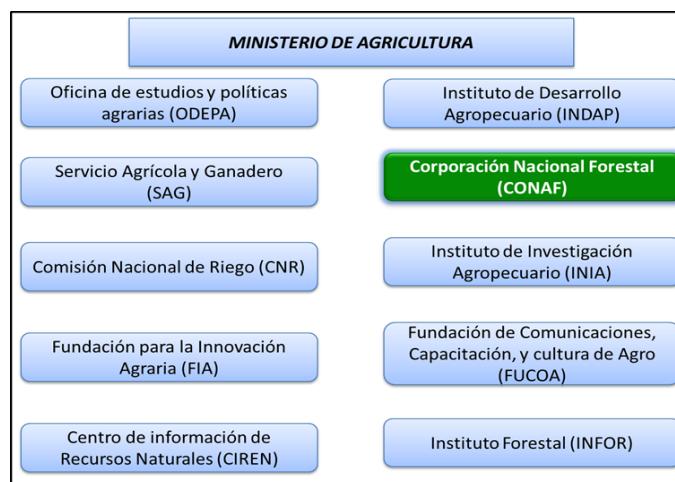 MINISTERIO DE AGRICULTURA
Oficina de estudios y políticas
agrarias (ODEPA)
Instituto de Desarrollo
Agropecuario (INDAP)
Servicio Agrícola y Ganadero
(SAG)
Corporación Nacional Forestal
(CONAF)
Comisión Nacional de Riego (CNR)
Instituto de Investigación
Agropecuario (INIA)
Fundación para la Innovación
Agraria (FIA)
Fundación de Comunicaciones,
Capacitación, y cultura de Agro
(FUCOA)
Centro de información de
Recursos Naturales (CIREN)
Instituto Forestal (INFOR)